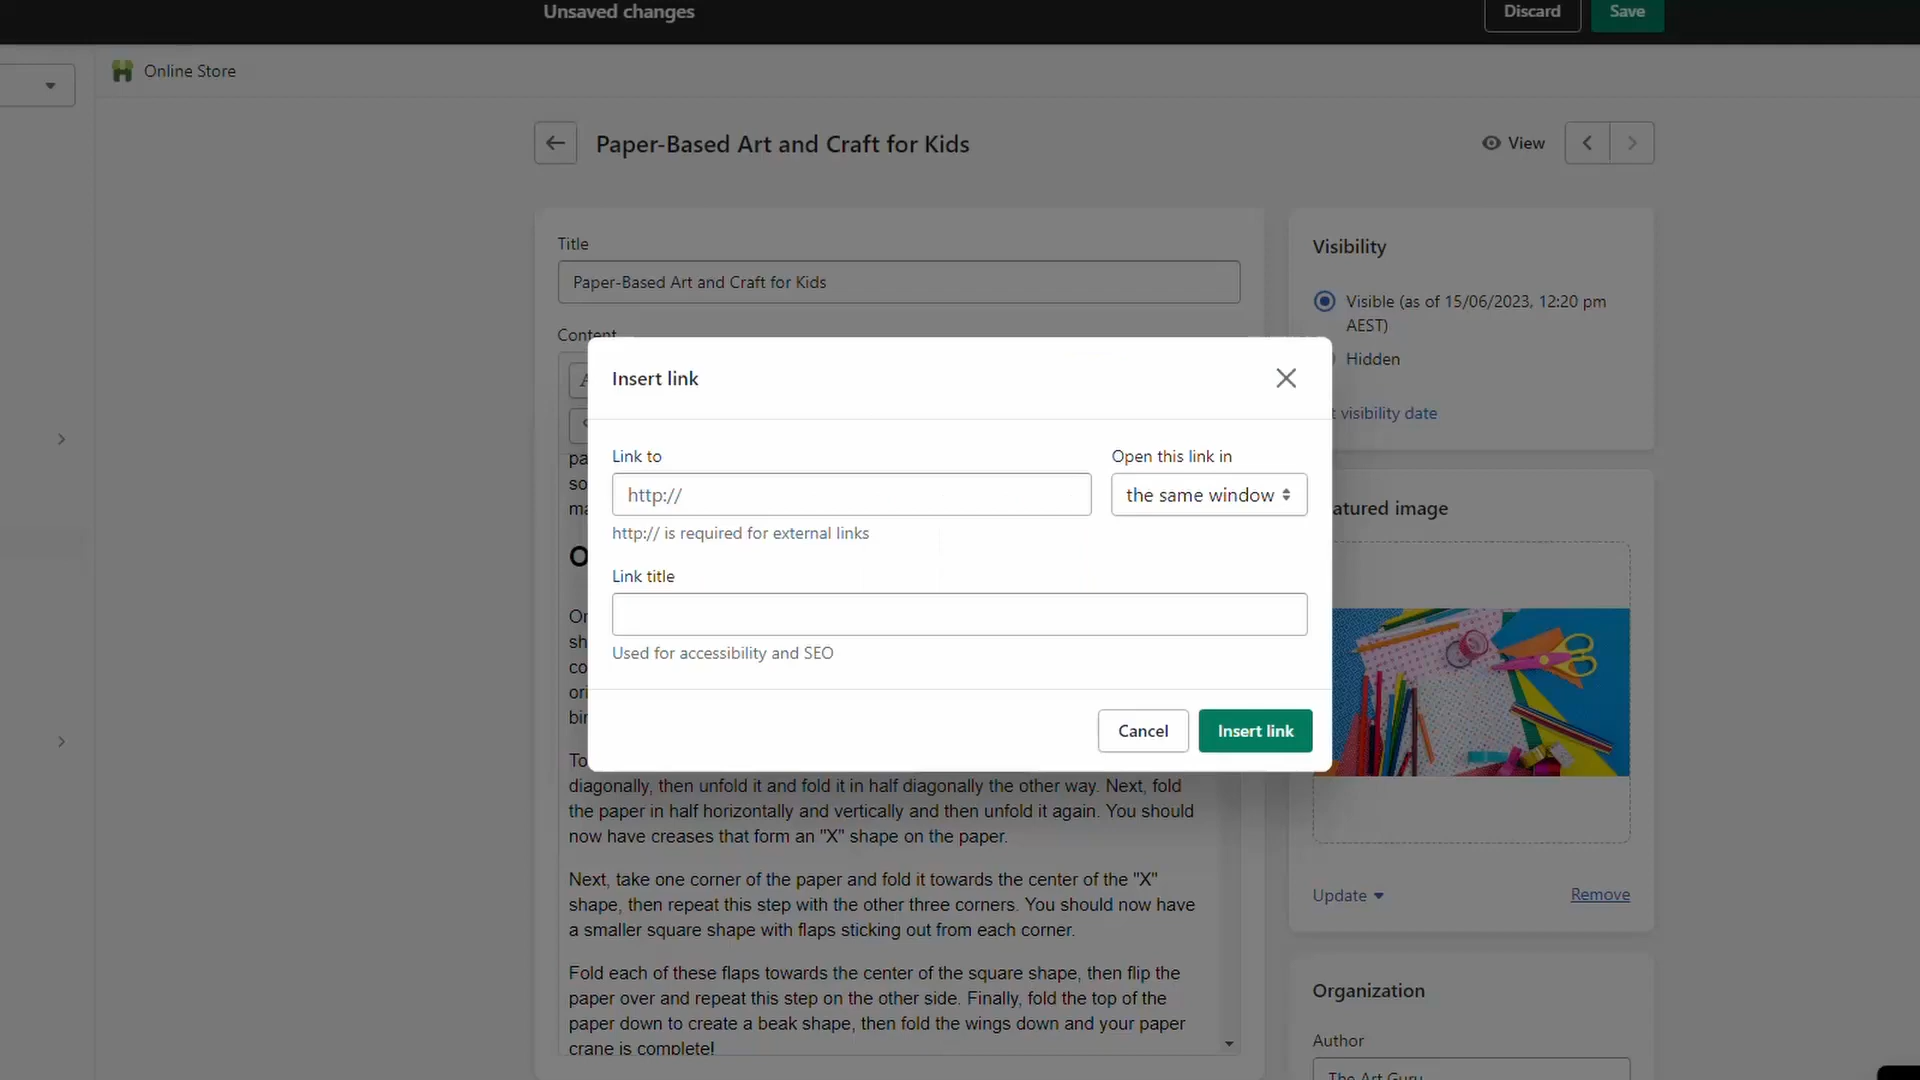 Unsaved changes
Discard
Save
Online Store
Paper-Based Art and Craft for Kids
View
Title
Paper-Based Art and Craft for Kids
Content
Visibility
Visible (as of 15/06/2023, 12:20 pm
AEST)
Hidden
visibility date
Insert link
Link to
http://
http:// is required for external links
Open this link in
the same window
Link title
Used for accessibility and SEO
Cancel
Insert link
pa
so
ma
O
Or
sh
co
ori
bir
To
diagonally, then unfold it and fold it in half diagonally the other way. Next, fold
the paper in half horizontally and vertically and then unfold it again. You should
now have creases that form an "X" shape on the paper.
Next, take one corner of the paper and fold it towards the center of the "X"
shape, then repeat this step with the other three corners. You should now have
a smaller square shape with flaps sticking out from each corner.
Fold each of these flaps towards the center of the square shape, then flip the
paper over and repeat this step on the other side. Finally, fold the top of the
paper down to create a beak shape, then fold the wings down and your paper
crane is complete!
atured image
Update
Remove
Organization
Author
The Art Guru